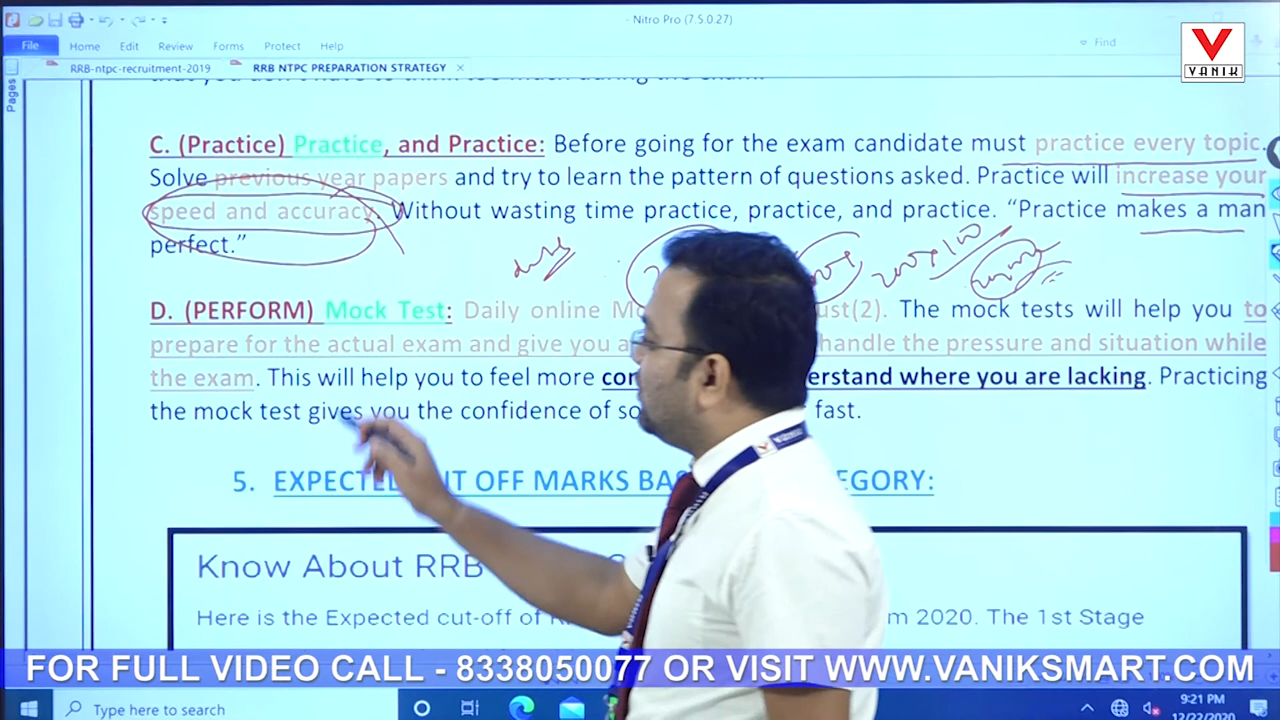 - Nitro Pro (7.5.0.27)
File Home Edit Review Forms Protect Help Find
RRB-ntpc-recruitment-2019 RRB NTPC PREPARATION STRATEGY ×
VANIK
Pages
C. (Practice) Practice, and Practice: Before going for the exam candidate must practice every topic.
Solve previous year papers and try to learn the pattern of questions asked. Practice will increase your
speed and accuracy. Without wasting time practice, practice, and practice. “Practice makes a man
perfect.”
D. (PERFORM) Mock Test: Daily online ust(2). The mock tests will help you to
prepare for the actual exam and give you handle the pressure and situation while
the exam. This will help you to feel more where you are lacking. Practicing
the mock test gives you the confidence of fast.
5. EXPECTED CUT OFF MARKS
Know About RRB
Here is the Expected cut-off of m 2020. The 1st Stage
FOR FULL VIDEO CALL - 8338050077 OR VISIT WWW.VANIKSMART.COM
Type here to search
9:21 PM
12/22/2020